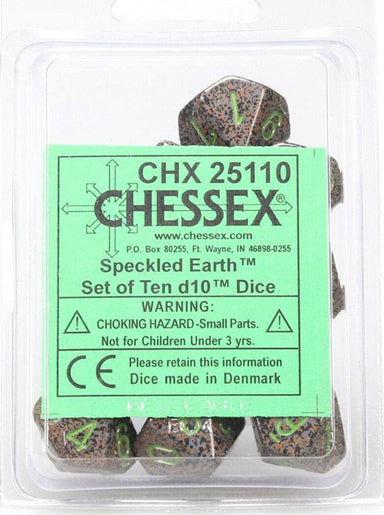 CHX 25110
CHESSEX®
www.chessex.com
P.O. Box 80255, Ft. Wayne, IN 46898-0255
Speckled Earth™
Set of Ten d10™ Dice
WARNING:
CHOKING HAZARD -Small Parts.
Not for Children Under 3 yrs.
CE Please retain this information
Dice made in Denmark
1
4